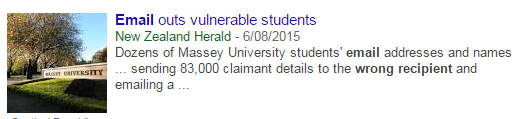 Email outs vulnerable students
New Zealand Herald - 6/08/2015
Dozens of Massey University students' email addresses and names
... sending 83,000 claimant details to the wrong recipient and
emailing a ...
MASSEY UNIVERSITY